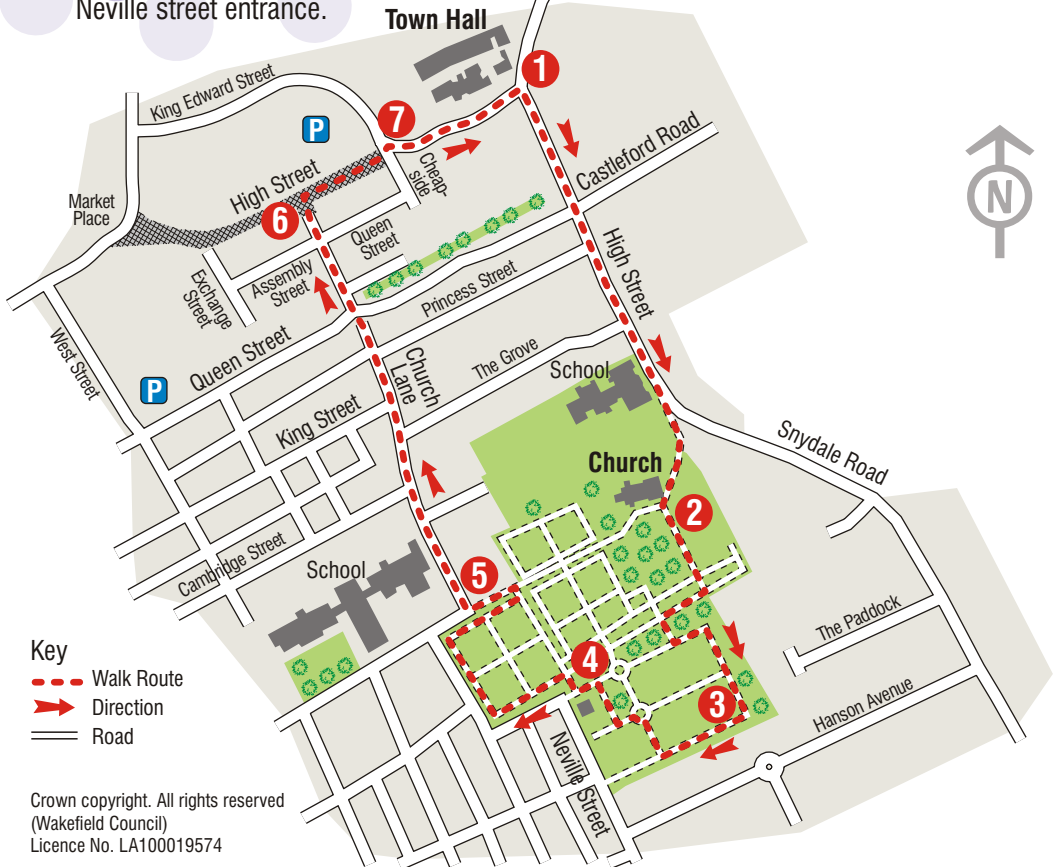 Neville street entrance.
Town Hall
1
King Edward Street
7
P
Castleford Road
Cheap-
side
High Street
Market
Place
6
N
Queen
Street
High Street
Assembly
Street
Exchange
Street
Princess Street
West Street
Queen Street
Church
Lane
The Grove
School
P
King Street
Snydale Road
Church
2
Cambridge Street
School
5
The Paddock
4
3
Hanson Avenue
Neville Street
Key
Walk Route
Direction
Road
Crown copyright. All rights reserved
(Wakefield Council)
Licence No. LA100019574